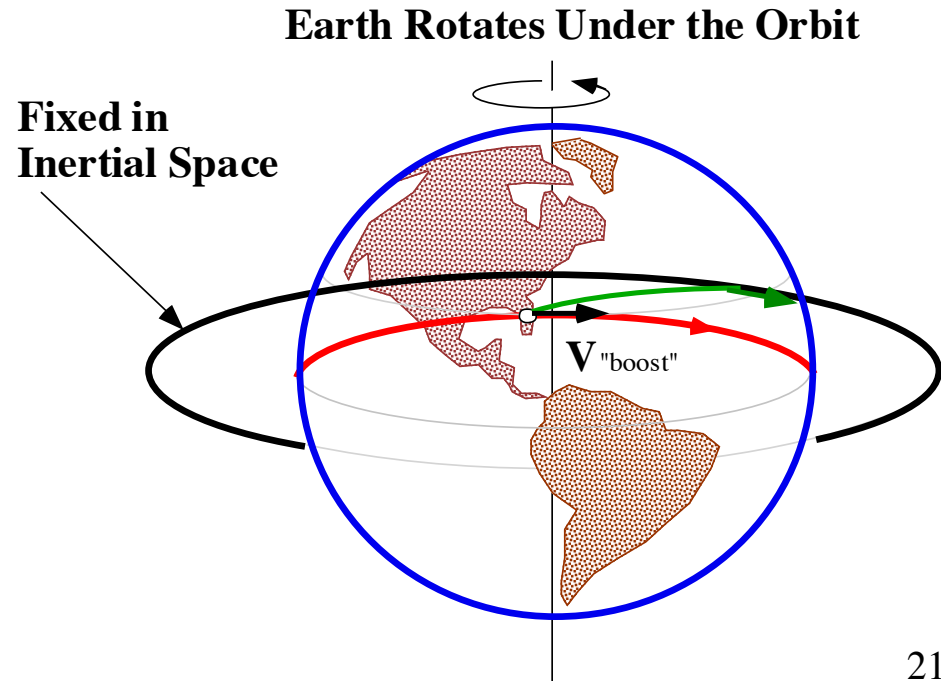 Earth Rotates Under the Orbit
Fixed in
Inertial Space
V "boost"
21